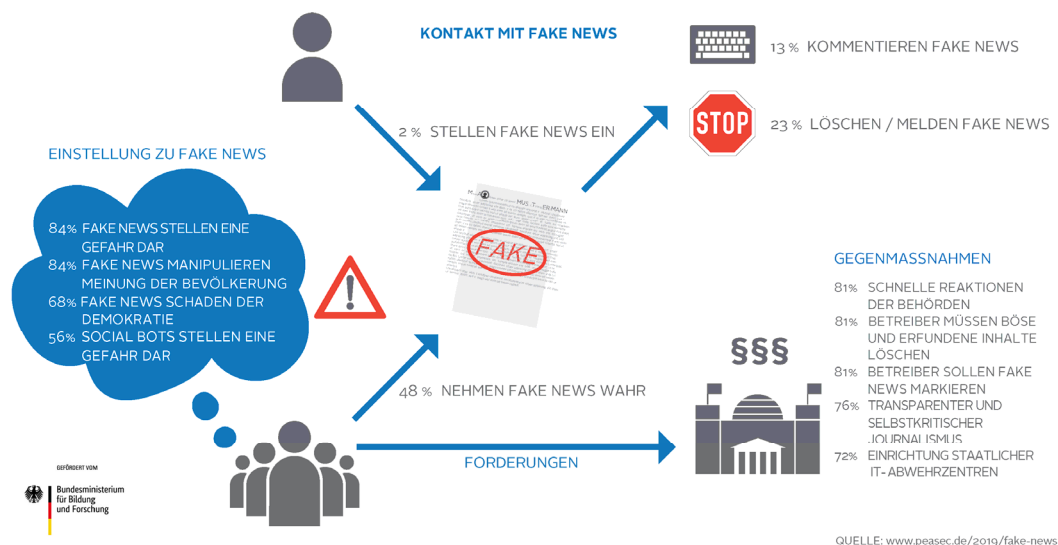 KONTAKT MIT FAKE NEWS
13 % KOMMENTIEREN FAKE NEWS
STOP
23 % LÖSCHEN / MELDEN FAKE NEWS
2 % STELLEN FAKE NEWS EIN
EINSTELLUNG ZU FAKE NEWS
84% FAKE NEWS STELLEN EINE
GEFAHR DAR
84% FAKE NEWS MANIPULIEREN
MEINUNG DER BEVÖLKERUNG
68% FAKE NEWS SCHADEN DER
DEMOKRATIE
56% SOCIAL BOTS STELLEN EINE
GEFAHR DAR
FAKE
48 % NEHMEN FAKE NEWS WAHR
FORDERUNGEN
GEGENMASSNAHMEN
81% SCHNELLE REAKTIONEN
DER BEHÖRDEN
81% BETREIBER MÜSSEN BÖSE
UND ERFUNDENE INHALTE
LÖSCHEN
81% BETREIBER SOLLEN FAKE
NEWS MARKIEREN
76% TRANSPARENTER UND
SELBSTKRITISCHER
JOURNALISMUS
72% EINRICHTUNG STAATLICHER
IT-ABWEHRZENTREN
§§§
GEFÖRDERT VOM
Bundesministerium
für Bildung
und Forschung
QUELLE: www.peasec.de/2019/fake-news